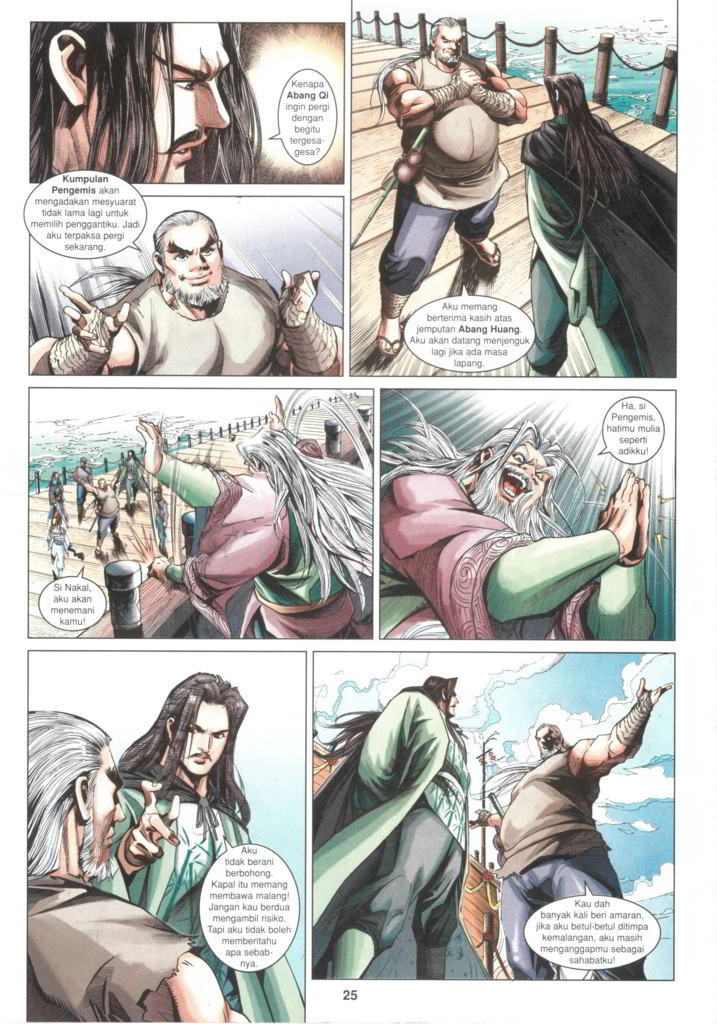 Kenapa
Abang Qi
ingin pergi
dengan
begitu
tergesa-
gesa?
Kumpulan
Pengemis akan
mengadakan mesyuarat
tidak lama lagi untuk
memilih penggantiku. Jadi
aku terpaksa pergi
sekarang.
Aku memang
berterima kasih atas
jemputan Abang Huang.
Aku akan datang menjenguk
lagi jika ada masa
lapang.
Si Nakal,
aku akan
menemani
kamu!
Ha, si
Pengemis,
hatimu mulia
seperti
adikku!
Aku
tidak berani
berbohong.
Kapal itu memang
membawa malang!
Jangan kau berdua
mengambil risiko.
Tapi aku tidak boleh
memberitahu
apa sebab-
nya.
Kau dah
banyak kali beri amaran,
jika aku betul-betul ditimpa
kemalangan, aku masih
menganggapmu sebagai
sahabatku!
25